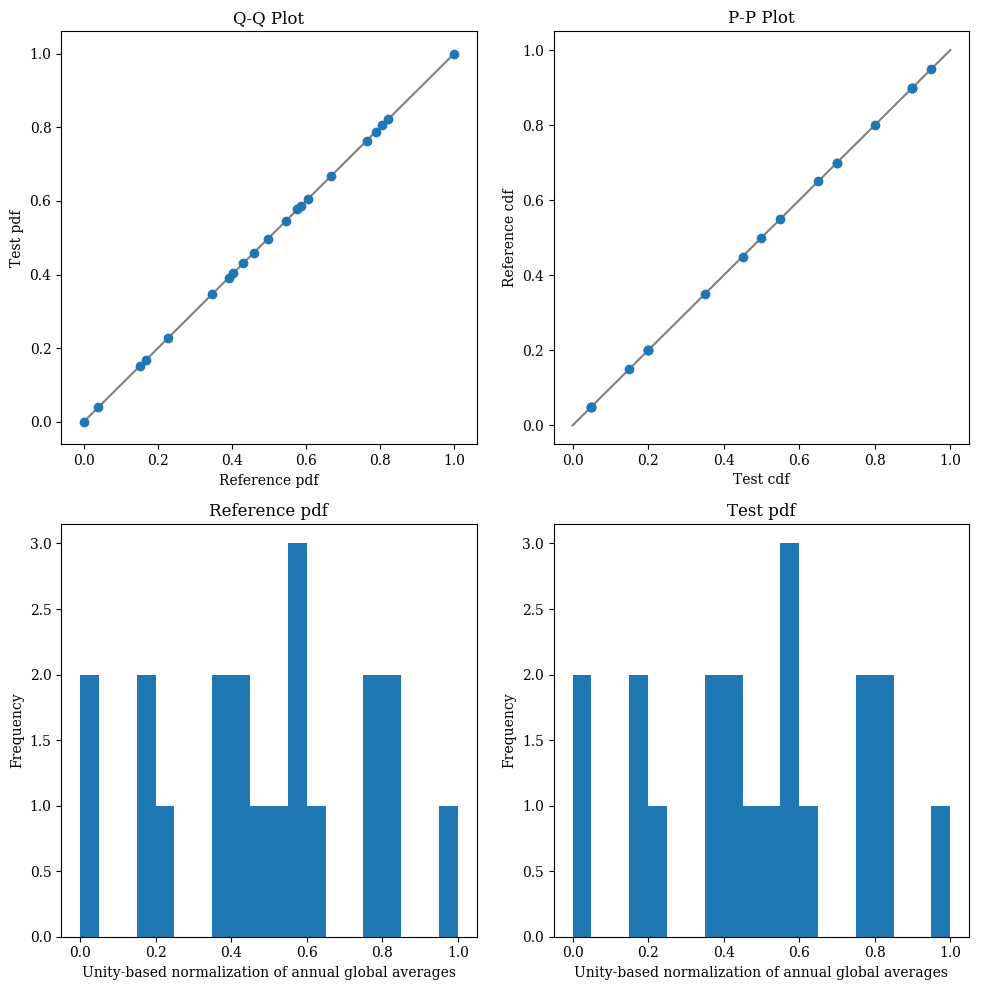 Q-Q Plot
1.0
0.8
0.6
0.4
0.2
0.0
Test pdf
0.0 0.2 0.4 0.6 0.8 1.0
Reference pdf
P-P Plot
1.0
0.8
0.6
0.4
0.2
0.0
Reference cdf
0.0 0.2 0.4 0.6 0.8 1.0
Test cdf
Reference pdf
3.0
2.5
2.0
1.5
1.0
0.5
0.0
Frequency
0.0 0.2 0.4 0.6 0.8 1.0
Unity-based normalization of annual global averages
Test pdf
3.0
2.5
2.0
1.5
1.0
0.5
0.0
Frequency
0.0 0.2 0.4 0.6 0.8 1.0
Unity-based normalization of annual global averages